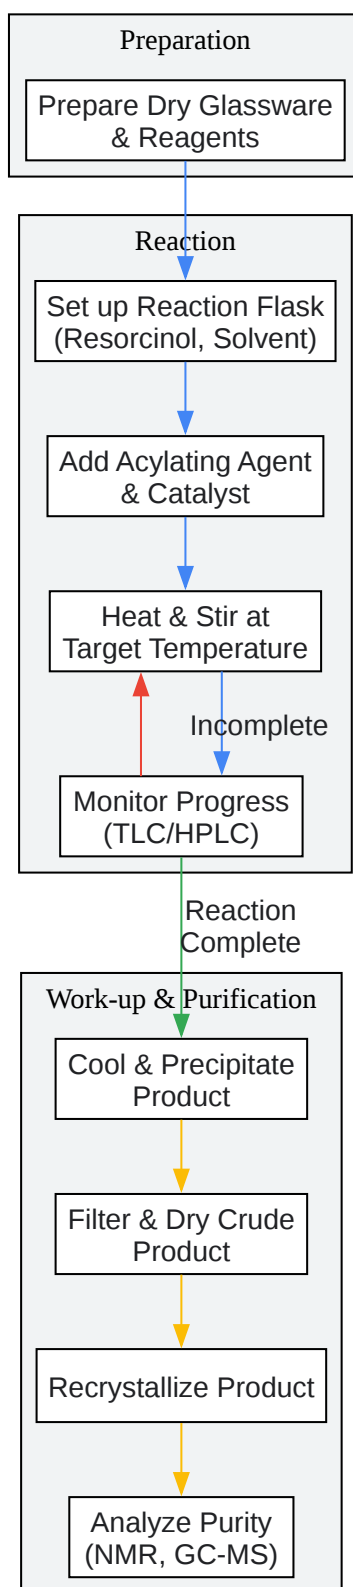 Preparation
Prepare Dry Glassware
& Reagents
Reaction
Set up Reaction Flask
(Resorcinol, Solvent)
Add Acylating Agent
& Catalyst
Heat & Stir at
Target Temperature
Incomplete
Monitor Progress
(TLC/HPLC)
Reaction
Complete
Work-up & Purification
Cool & Precipitate
Product
Filter & Dry Crude
Product
Recrystallize Product
Analyze Purity
(NMR, GC-MS)